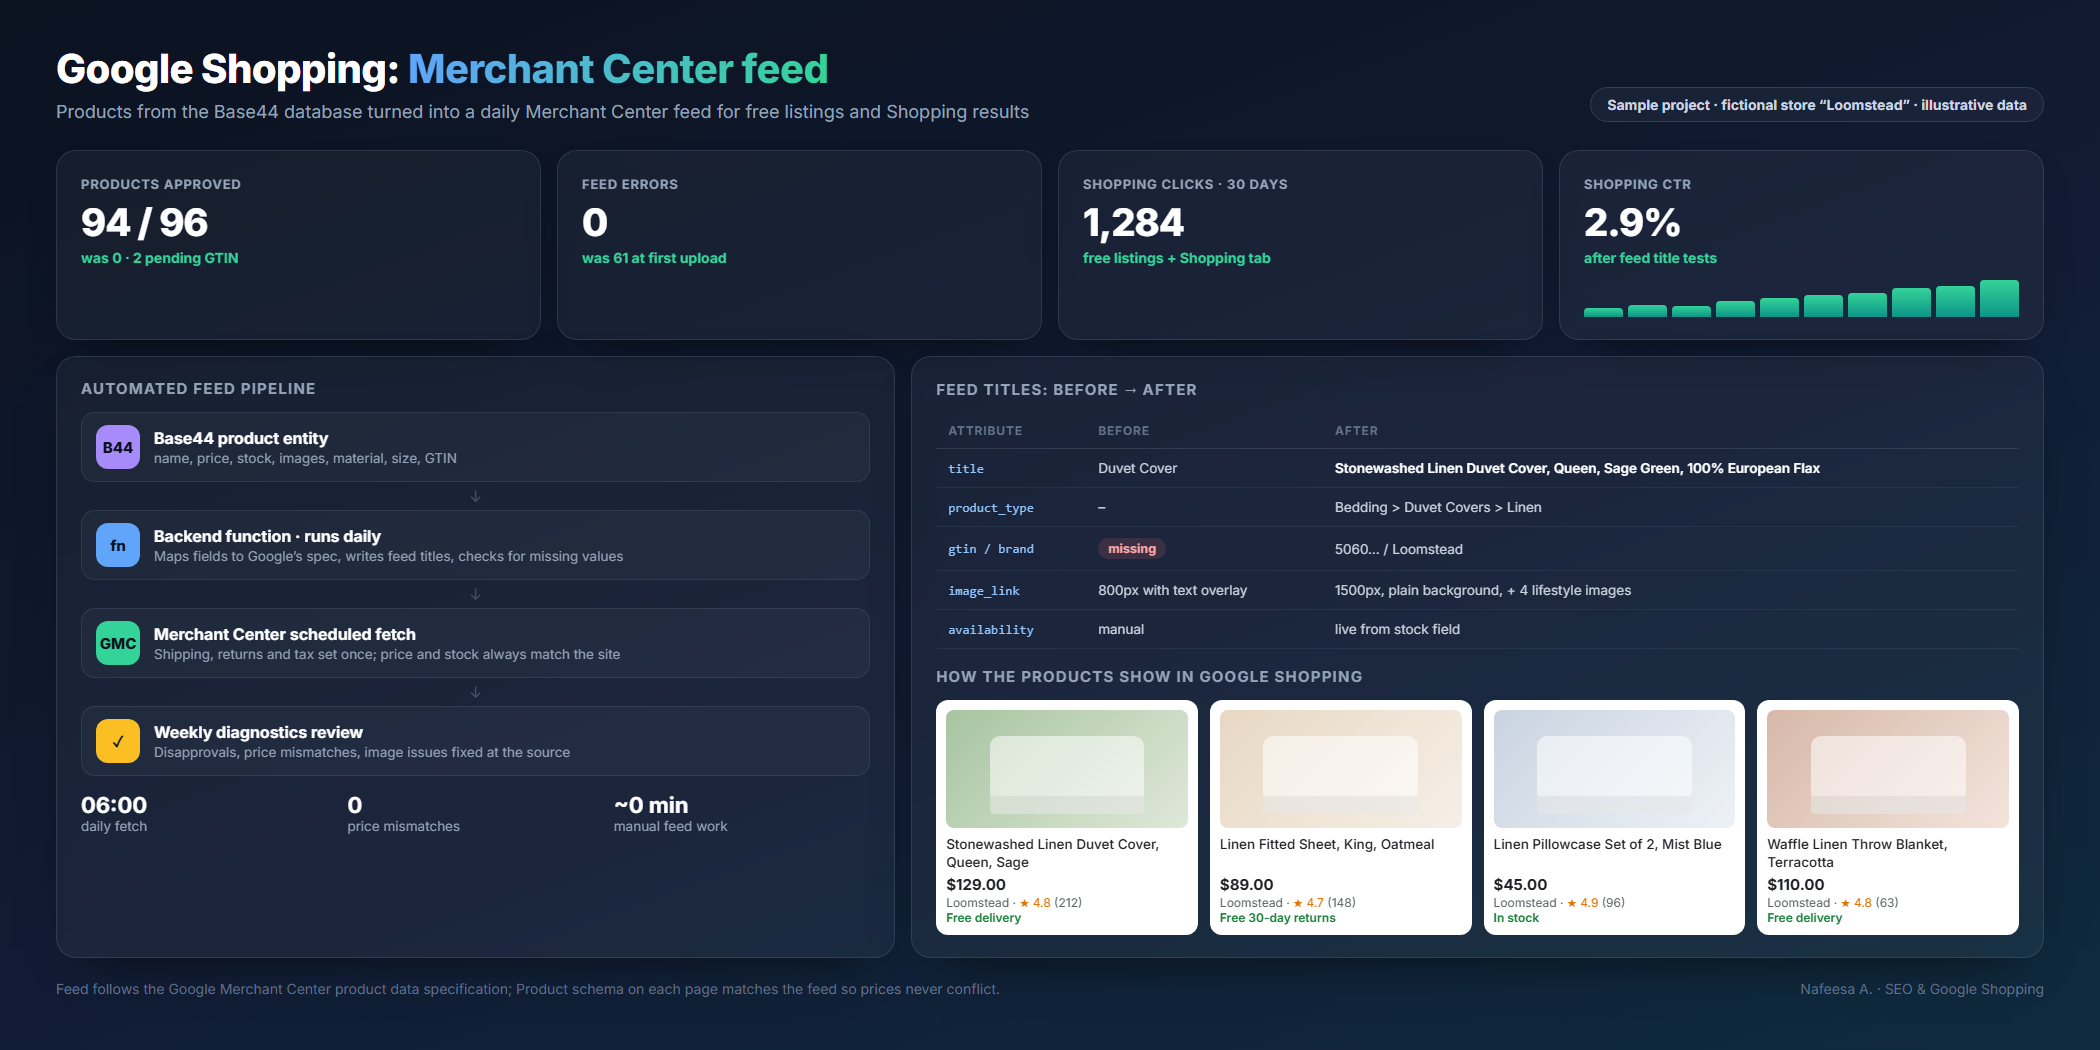 Google Shopping: Merchant Center feed
Products from the Base44 database turned into a daily Merchant Center feed for free listings and Shopping results
Sample project · fictional store “Loomstead” · illustrative data
PRODUCTS APPROVED
94 / 96
was 0 · 2 pending GTIN
FEED ERRORS
0
was 61 at first upload
SHOPPING CLICKS · 30 DAYS
1,284
free listings + Shopping tab
SHOPPING CTR
2.9%
after feed title tests
AUTOMATED FEED PIPELINE
B44
Base44 product entity
name, price, stock, images, material, size, GTIN
↓
fn
Backend function · runs daily
Maps fields to Google’s spec, writes feed titles, checks for missing values
↓
GMC
Merchant Center scheduled fetch
Shipping, returns and tax set once; price and stock always match the site
↓
✓
Weekly diagnostics review
Disapprovals, price mismatches, image issues fixed at the source
06:00
daily fetch
0
price mismatches
~0 min
manual feed work
FEED TITLES: BEFORE → AFTER
ATTRIBUTE BEFORE AFTER
title Duvet Cover Stonewashed Linen Duvet Cover, Queen, Sage Green, 100% European Flax
product_type – Bedding > Duvet Covers > Linen
gtin / brand missing 5060… / Loomstead
image_link 800px with text overlay 1500px, plain background, + 4 lifestyle images
availability manual live from stock field
HOW THE PRODUCTS SHOW IN GOOGLE SHOPPING
Stonewashed Linen Duvet Cover,
Queen, Sage
$129.00
Loomstead · ★ 4.8 (212)
Free delivery
Linen Fitted Sheet, King, Oatmeal
$89.00
Loomstead · ★ 4.7 (148)
Free 30-day returns
Linen Pillowcase Set of 2, Mist Blue
$45.00
Loomstead · ★ 4.9 (96)
In stock
Waffle Linen Throw Blanket,
Terracotta
$110.00
Loomstead · ★ 4.8 (63)
Free delivery
Feed follows the Google Merchant Center product data specification; Product schema on each page matches the feed so prices never conflict.
Nafeesa A. · SEO & Google Shopping